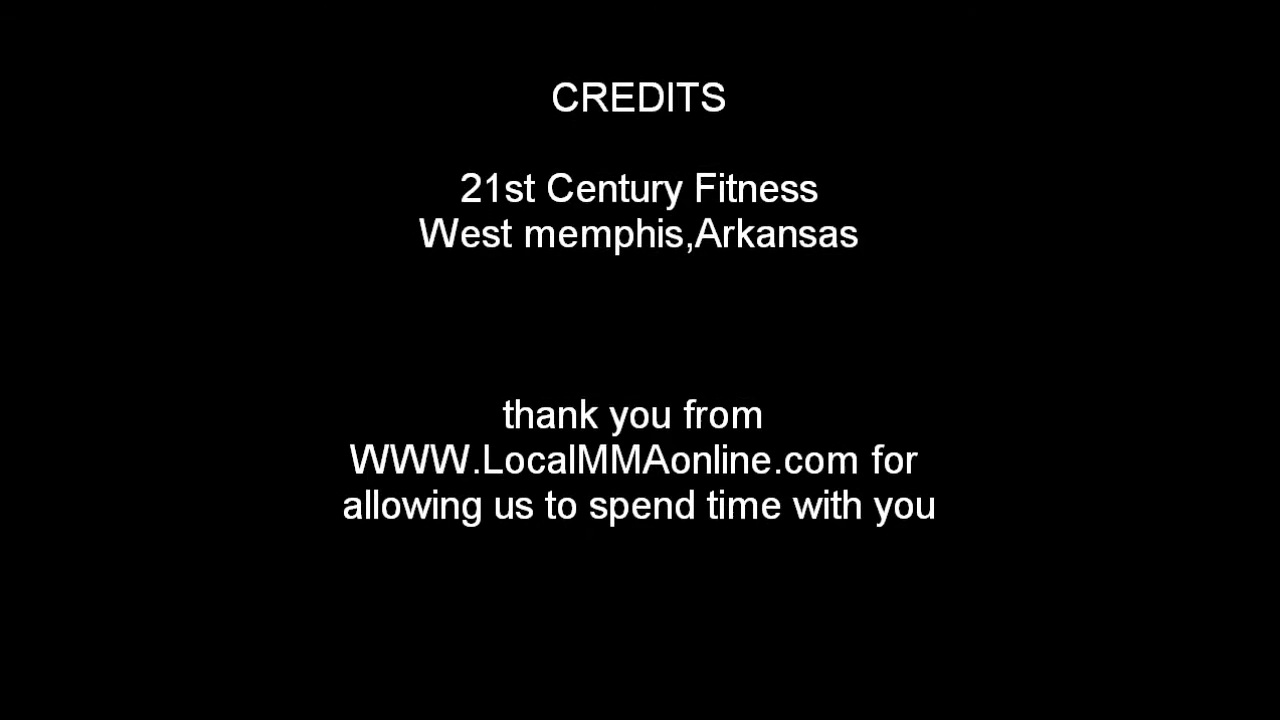 CREDITS
21st Century Fitness
West memphis,Arkansas
thank you from
WWW.LocalMMAonline.com for
allowing us to spend time with you